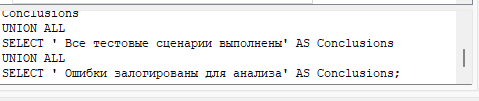 Conclusions
UNION ALL
SELECT ' Все тестовые сценарии выполнены' AS Conclusions
UNION ALL
SELECT ' Ошибки залогированы для анализа' AS Conclusions;